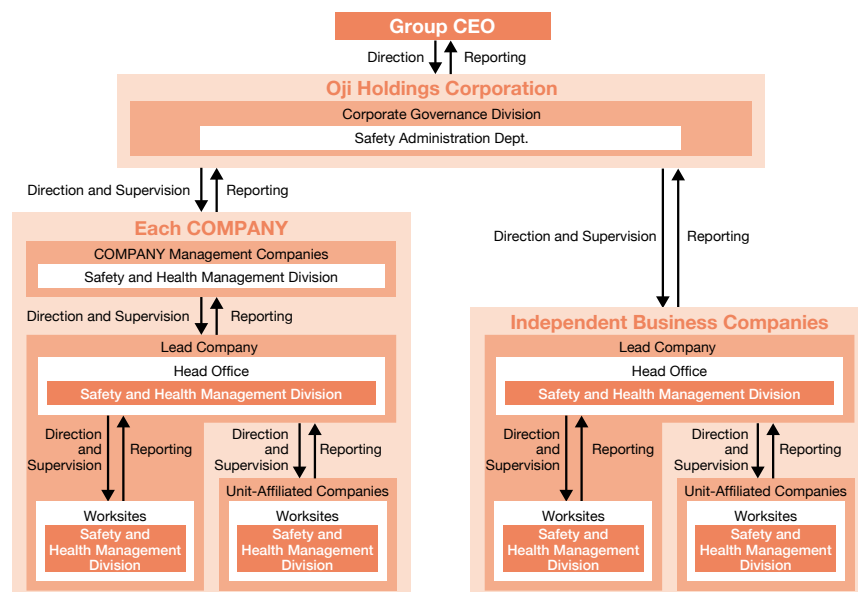 Group CEO
Direction
Reporting
Oji Holdings Corporation
Corporate Governance Division
Safety Administration Dept.
Direction and Supervision
Reporting
Direction and Supervision
Reporting
Each COMPANY
COMPANY Management Companies
Safety and Health Management Division
Direction and Supervision
Reporting
Lead Company
Head Office
Safety and Health Management Division
Direction
and
Supervision
Reporting
Direction
and
Supervision
Reporting
Worksites
Safety and
Health Management
Division
Unit-Affiliated Companies
Worksites
Safety and
Health Management
Division
Independent Business Companies
Lead Company
Head Office
Safety and Health Management Division
Direction
and
Supervision
Reporting
Direction
and
Supervision
Reporting
Worksites
Safety and
Health Management
Division
Unit-Affiliated Companies
Worksites
Safety and
Health Management
Division